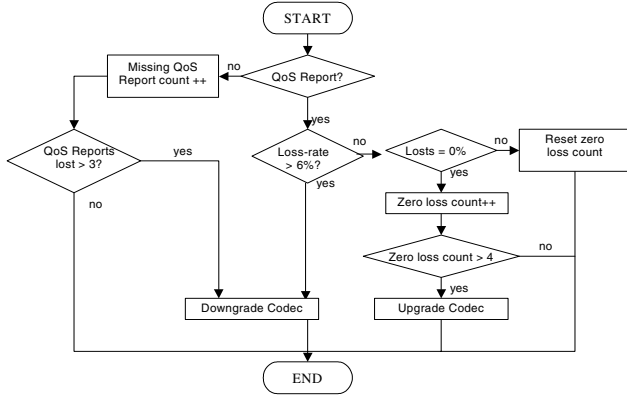 START
QoS Report?
no
Missing QoS
Report count ++
yes
QoS Reports
lost > 3?
yes
no
Loss-rate
> 6%?
no
yes
Losts = 0%
no
yes
Reset zero
loss count
Zero loss count++
Zero loss count > 4
no
yes
Downgrade Codec
Upgrade Codec
END